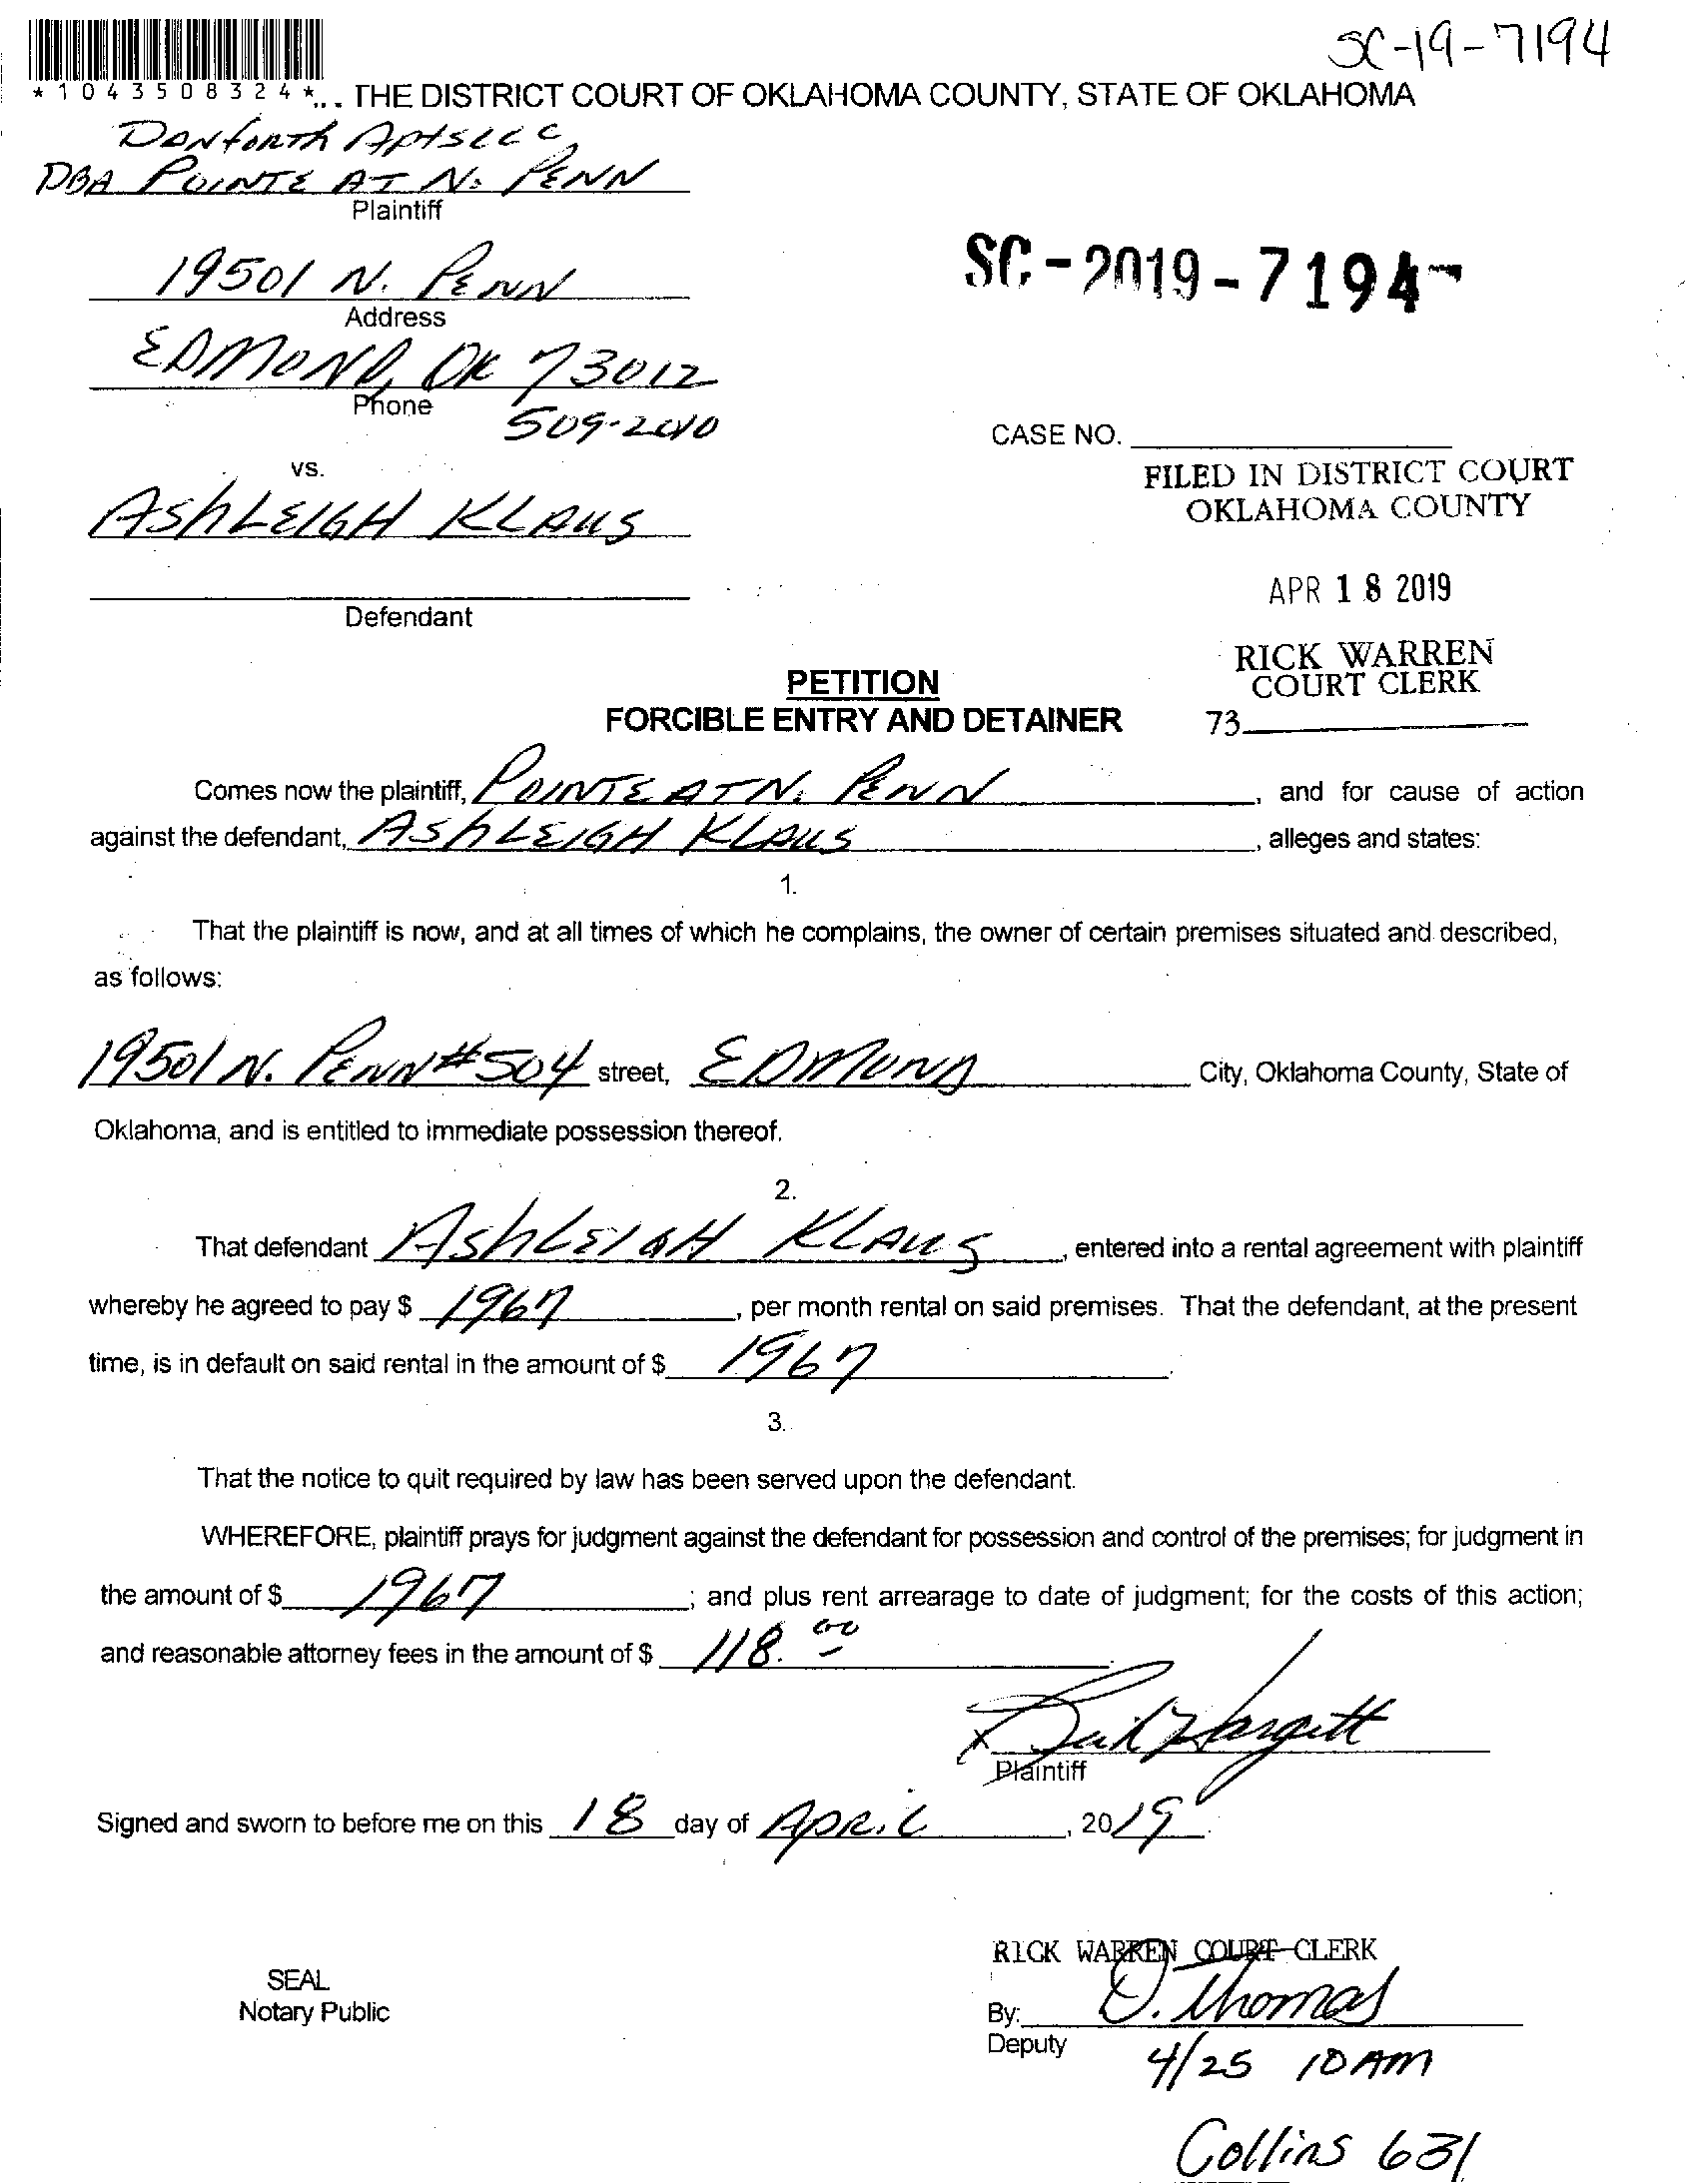 SC-19-7194
*1043508324*
THE DISTRICT COURT OF OKLAHOMA COUNTY, STATE OF OKLAHOMA
Danforth Apts LLC
DBA Pointe at N. Penn
Plaintiff
19501 N. Penn
Address
SC-2019-7194
Edmond, OK 73012
Phone
509-2010
CASE NO.
vs.
FILED IN DISTRICT COURT
OKLAHOMA COUNTY
Ashleigh Klaus
APR 18 2019
Defendant
RICK WARREN
COURT CLERK
73
PETITION
FORCIBLE ENTRY AND DETAINER
Comes now the plaintiff, Pointe at N. Penn, and for cause of action
against the defendant, Ashleigh Klaus, alleges and states:
1.
That the plaintiff is now, and at all times of which he complains, the owner of certain premises situated and described,
as follows:
19501 N. Penn #504 street, Edmond City, Oklahoma County, State of
Oklahoma, and is entitled to immediate possession thereof.
2.
That defendant Ashleigh Klaus, entered into a rental agreement with plaintiff
whereby he agreed to pay $ 1967, per month rental on said premises. That the defendant, at the present
time, is in default on said rental in the amount of $ 1967.
3.
That the notice to quit required by law has been served upon the defendant.
WHEREFORE, plaintiff prays for judgment against the defendant for possession and control of the premises; for judgment in
the amount of $ 1967; and plus rent arrearage to date of judgment; for the costs of this action;
and reasonable attorney fees in the amount of $ 118.00.
x Hargett
Plaintiff
Signed and sworn to before me on this 18 day of April, 2019.
RICK WARREN COURT CLERK
SEAL
Notary Public
By: D. Thomas
Deputy
4/25 10 AM
Collins 631